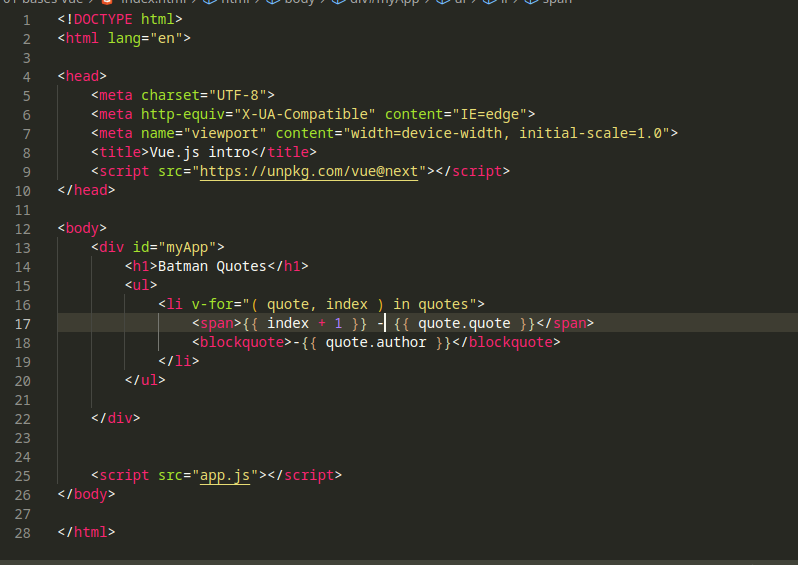 01-bases-vue > index.html > html > body > div#myApp > ul > li > span
1 <!DOCTYPE html>
2 <html lang="en">
3
4 <head>
5     <meta charset="UTF-8">
6     <meta http-equiv="X-UA-Compatible" content="IE=edge">
7     <meta name="viewport" content="width=device-width, initial-scale=1.0">
8     <title>Vue.js intro</title>
9     <script src="https://unpkg.com/vue@next"></script>
10 </head>
11
12 <body>
13     <div id="myApp">
14         <h1>Batman Quotes</h1>
15         <ul>
16             <li v-for="( quote, index ) in quotes">
17                 <span>{{ index + 1 }} - {{ quote.quote }}</span>
18                 <blockquote>-{{ quote.author }}</blockquote>
19             </li>
20         </ul>
21
22     </div>
23
24
25     <script src="app.js"></script>
26 </body>
27
28 </html>